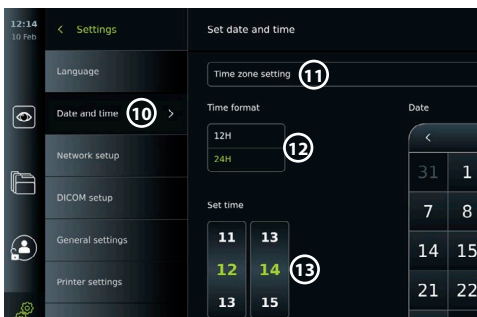 12:14
10 Feb
Settings
Language
Date and time
10
Network setup
DICOM setup
General settings
Printer settings
Set date and time
Time zone setting
11
Time format
12H
24H
12
Set time
11 13
12 14
13 15
13
Date
31 1
7 8
14 15
21 22